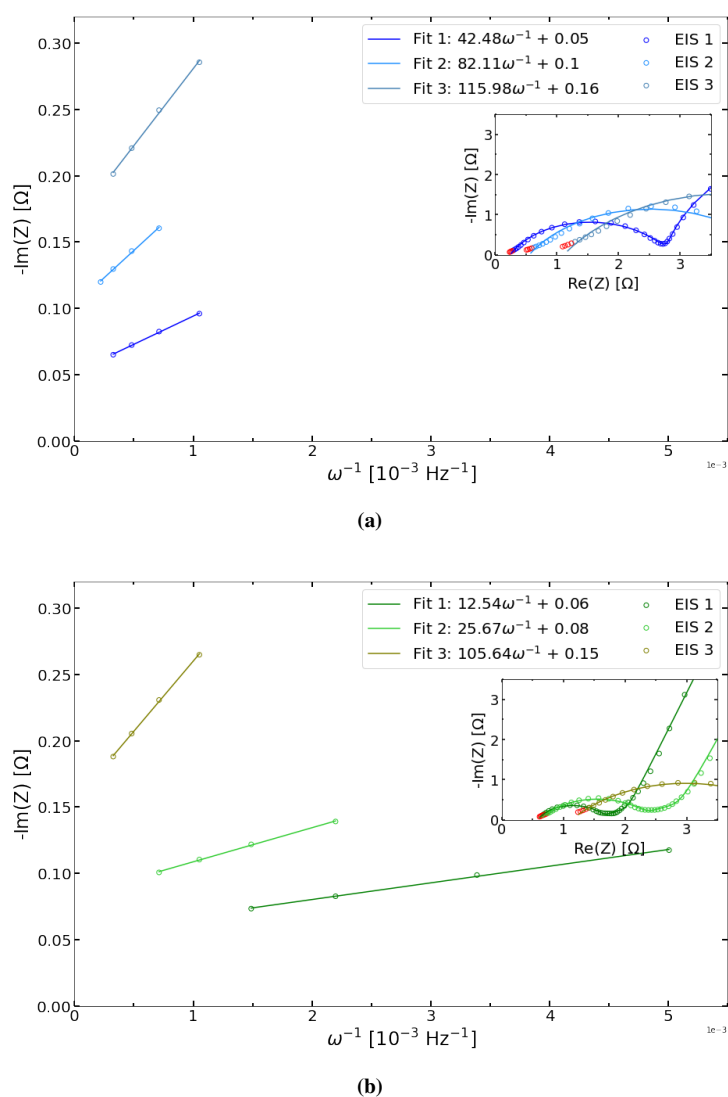 0.30
0.25
0.20
0.15
0.10
0.05
0.00
-Im(Z) [Ω]
0 1 2 3 4 5
1e−3
ω⁻¹ [10⁻³ Hz⁻¹]
Fit 1: 42.48ω⁻¹ + 0.05 EIS 1
Fit 2: 82.11ω⁻¹ + 0.1 EIS 2
Fit 3: 115.98ω⁻¹ + 0.16 EIS 3
3
2
1
0
-Im(Z) [Ω]
0 1 2 3
Re(Z) [Ω]
(a)
0.30
0.25
0.20
0.15
0.10
0.05
0.00
-Im(Z) [Ω]
0 1 2 3 4 5
1e−3
ω⁻¹ [10⁻³ Hz⁻¹]
Fit 1: 12.54ω⁻¹ + 0.06 EIS 1
Fit 2: 25.67ω⁻¹ + 0.08 EIS 2
Fit 3: 105.64ω⁻¹ + 0.15 EIS 3
3
2
1
0
-Im(Z) [Ω]
0 1 2 3
Re(Z) [Ω]
(b)